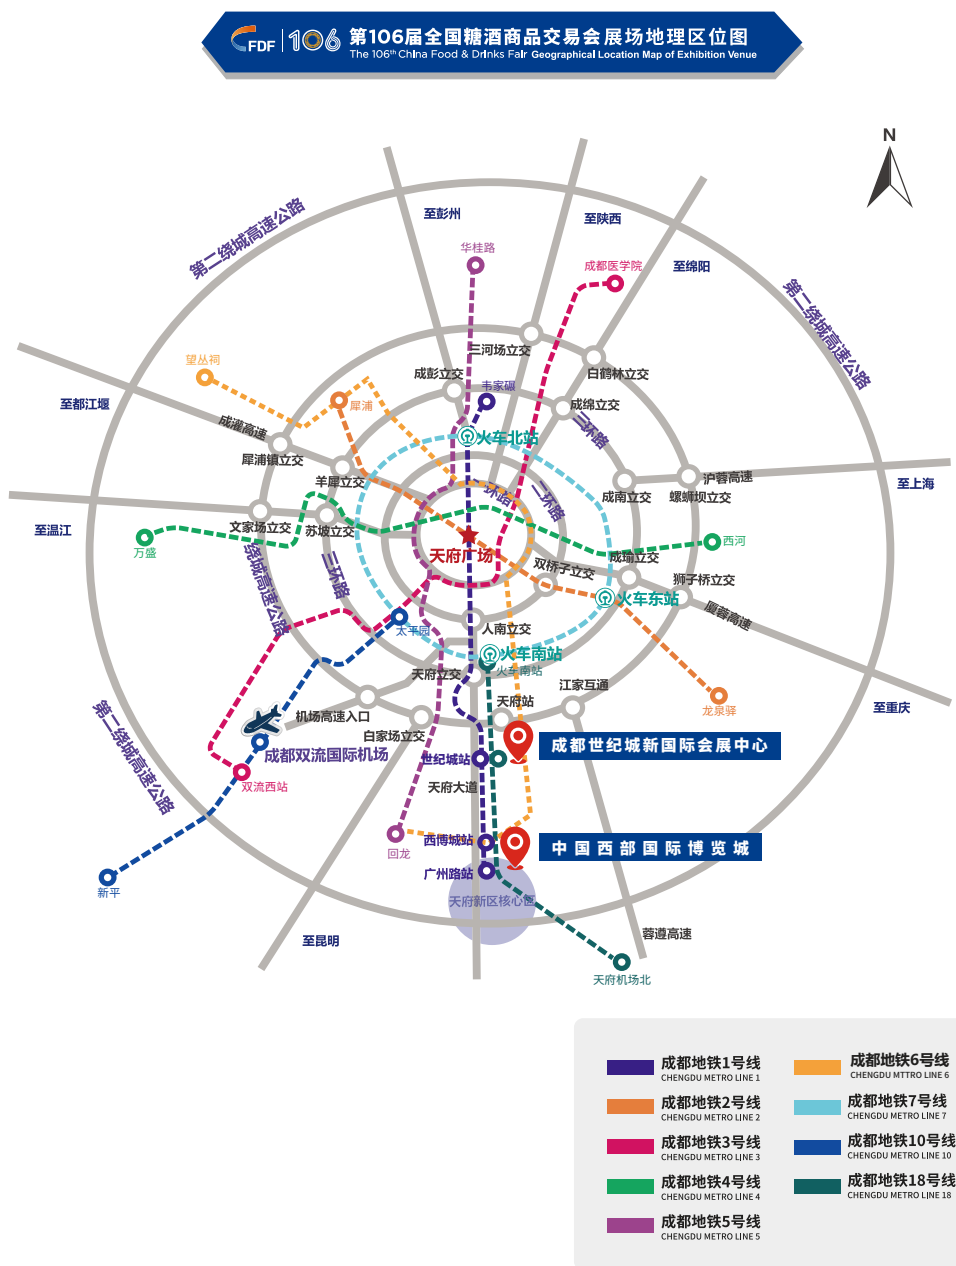 FDF 106 第106届全国糖酒商品交易会展场地理区位图
The 106th China Food & Drinks Fair Geographical Location Map of Exhibition Venue
N
第二绕城高速公路
至彭州
至陕西
华桂路
成都医学院
至绵阳
第二绕城高速公路
三河场立交
望丛祠
成彭立交
白鹤林立交
韦家碾
至都江堰
犀浦
成绵立交
成灌高速
火车北站
三环路
犀浦镇立交
羊犀立交
沪蓉高速
至上海
二环路
成南立交
螺蛳坝立交
文家场立交
苏坡立交
至温江
万盛
西河
天府广场
成瑜立交
绕城高速公路
三环路
双桥子立交
狮子桥立交
火车东站
厦蓉高速
太平园
人南立交
火车南站
火车南站
天府立交
江家互通
龙泉驿
天府站
至重庆
机场高速入口
白家场立交
第二绕城高速公路
成都双流国际机场
世纪城站
成都世纪城新国际会展中心
双流西站
天府大道
西博城站
中国西部国际博览城
回龙
广州路站
新平
天府新区核心区
至昆明
蓉遵高速
天府机场北
成都地铁1号线
CHENGDU METRO LINE 1
成都地铁6号线
CHENGDU MTTRO LINE 6
成都地铁2号线
CHENGDU METRO LINE 2
成都地铁7号线
CHENGDU METRO LINE 7
成都地铁3号线
CHENGDU METRO LINE 3
成都地铁10号线
CHENGDU METRO LINE 10
成都地铁4号线
CHENGDU METRO LINE 4
成都地铁18号线
CHENGDU METRO LINE 18
成都地铁5号线
CHENGDU METRO LINE 5